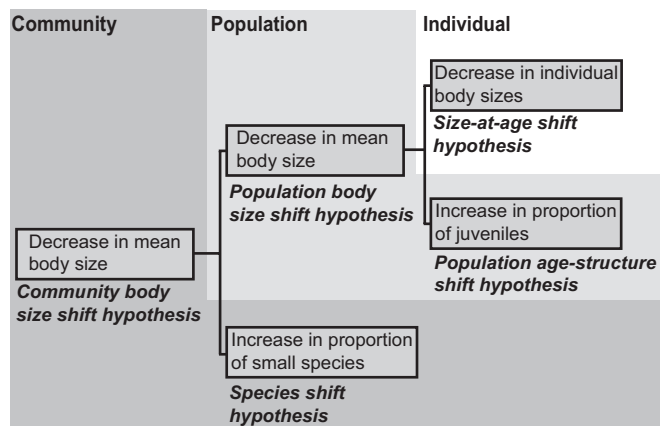 Community
Population
Individual
Decrease in individual
body sizes
Size-at-age shift
hypothesis
Decrease in mean
body size
Population body
size shift hypothesis
Increase in proportion
of juveniles
Population age-structure
shift hypothesis
Decrease in mean
body size
Community body
size shift hypothesis
Increase in proportion
of small species
Species shift
hypothesis